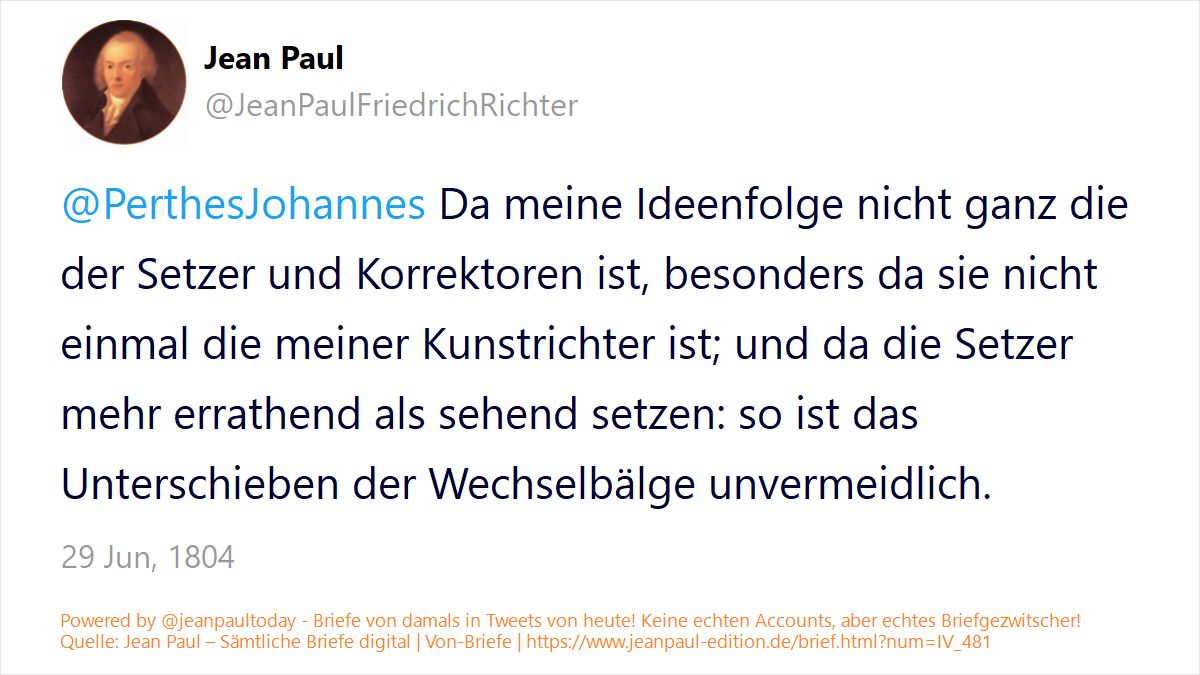 Jean Paul
@JeanPaulFriedrichRichter
@PerthesJohannes Da meine Ideenfolge nicht ganz die
der Setzer und Korrektoren ist, besonders da sie nicht
einmal die meiner Kunstrichter ist; und da die Setzer
mehr errathend als sehend setzen: so ist das
Unterschieben der Wechselbälge unvermeidlich.
29 Jun, 1804
Powered by @jeanpaultoday - Briefe von damals in Tweets von heute! Keine echten Accounts, aber echtes Briefgezwitscher!
Quelle: Jean Paul – Sämtliche Briefe digital | Von-Briefe | https://www.jeanpaul-edition.de/brief.html?num=IV_481